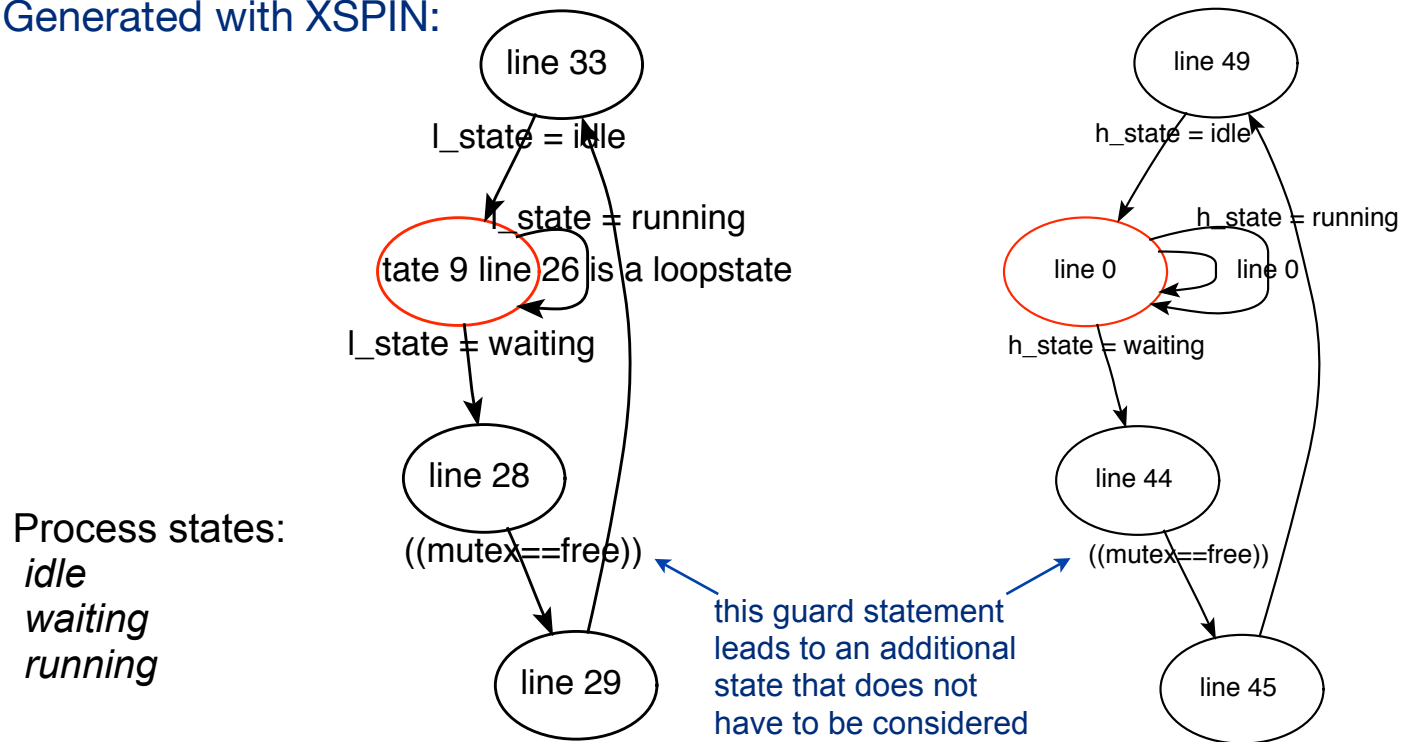 Generated with XSPIN:
line 33
l_state = idle
l_state = running
tate 9 line 26 is a loopstate
l_state = waiting
line 28
((mutex==free))
line 29
Process states:
idle
waiting
running
this guard statement
leads to an additional
state that does not
have to be considered
line 49
h_state = idle
h_state = running
line 0
line 0
h_state = waiting
line 44
((mutex==free))
line 45